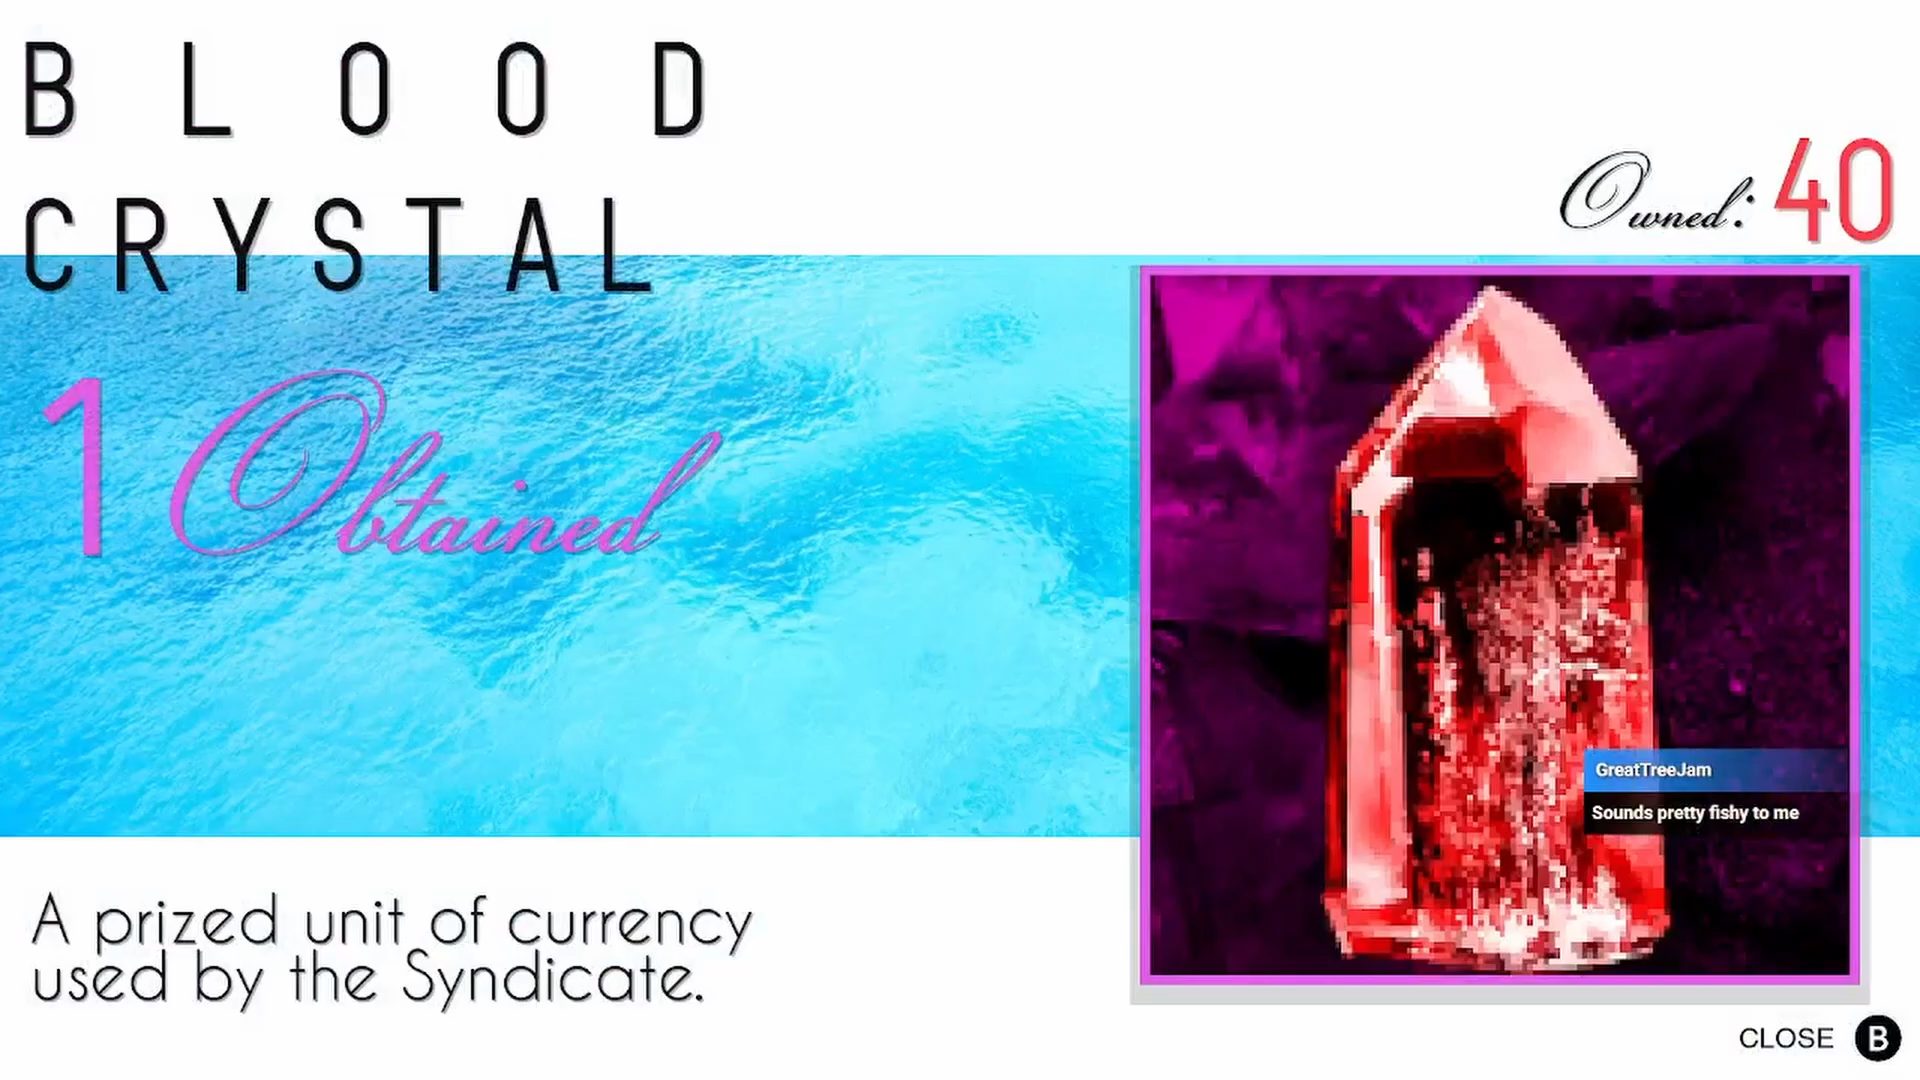 BLOOD
CRYSTAL
Owned: 40
1 Obtained
GreatTreeJam
Sounds pretty fishy to me
A prized unit of currency
used by the Syndicate.
CLOSE B